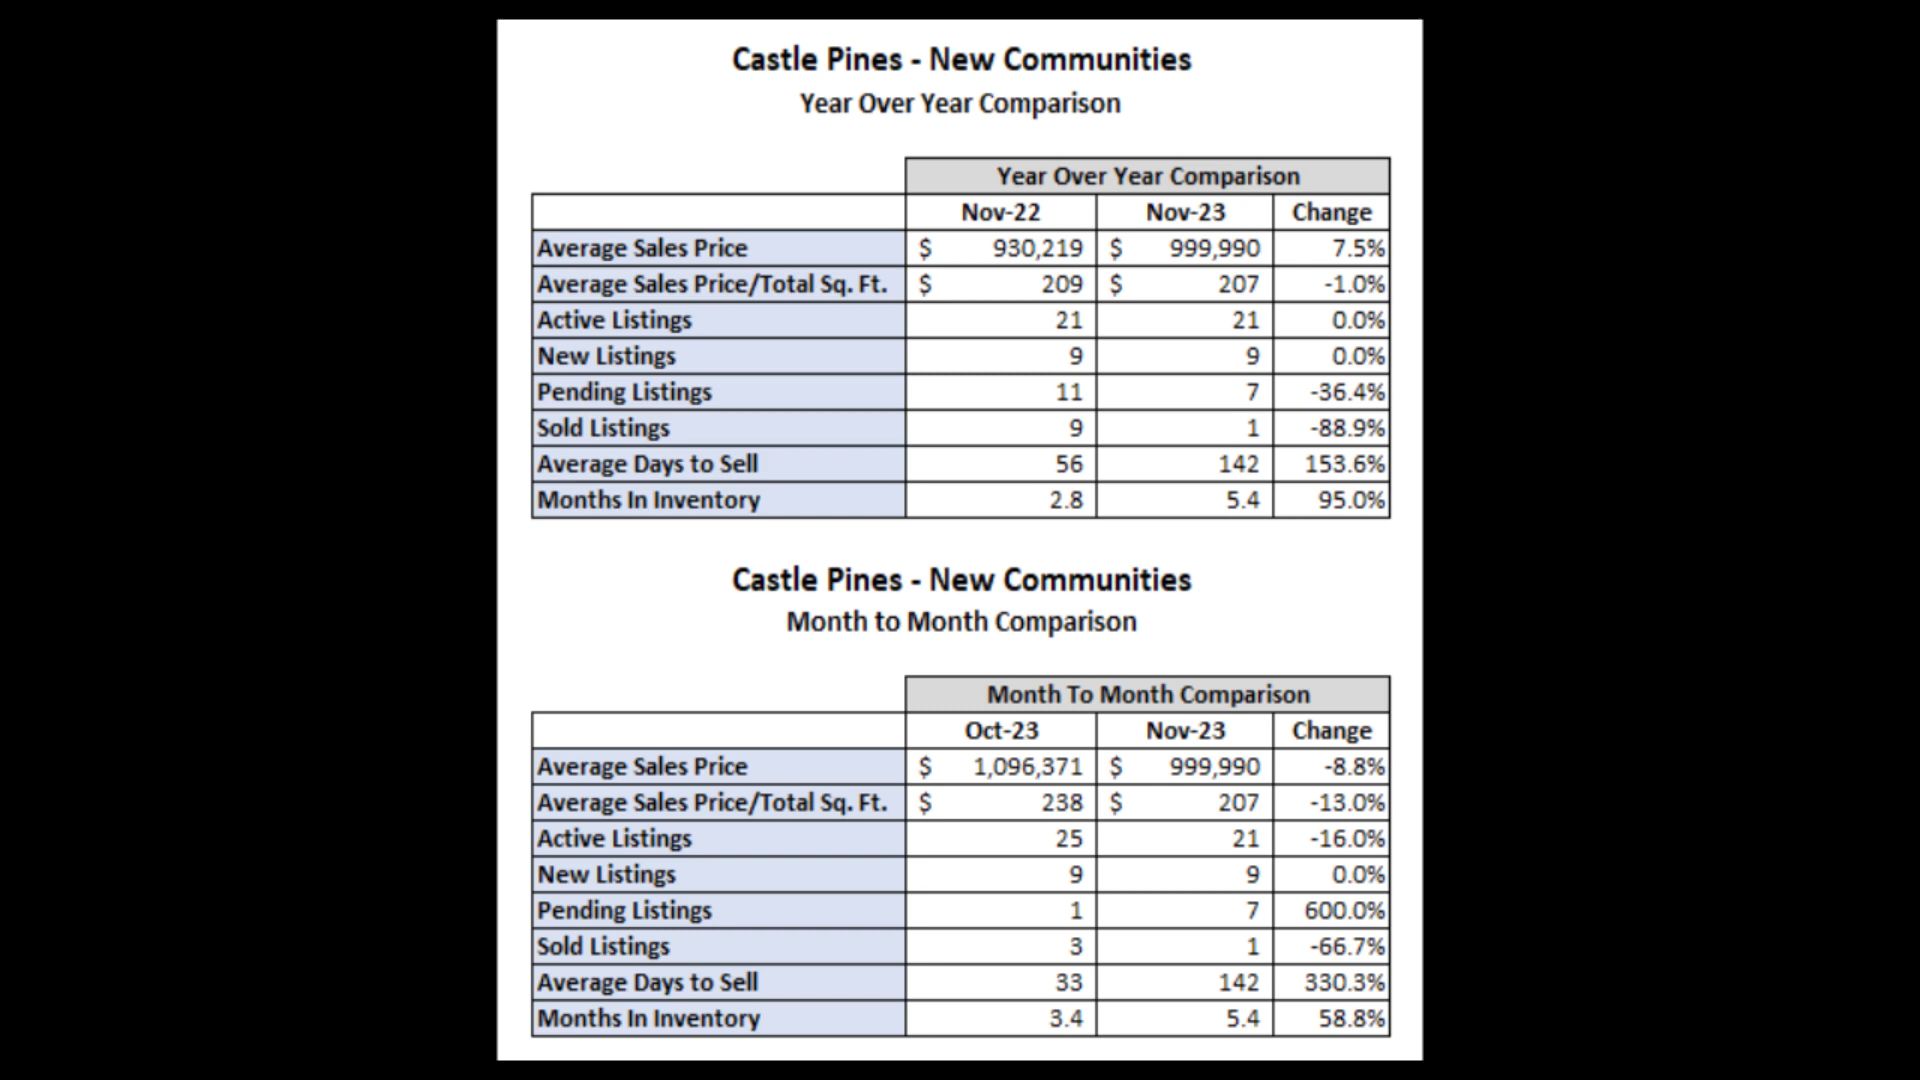 Castle Pines - New Communities
Year Over Year Comparison
Year Over Year Comparison
Nov-22 Nov-23 Change
Average Sales Price $ 930,219 $ 999,990 7.5%
Average Sales Price/Total Sq. Ft. $ 209 $ 207 -1.0%
Active Listings 21 21 0.0%
New Listings 9 9 0.0%
Pending Listings 11 7 -36.4%
Sold Listings 9 1 -88.9%
Average Days to Sell 56 142 153.6%
Months In Inventory 2.8 5.4 95.0%
Castle Pines - New Communities
Month to Month Comparison
Month To Month Comparison
Oct-23 Nov-23 Change
Average Sales Price $ 1,096,371 $ 999,990 -8.8%
Average Sales Price/Total Sq. Ft. $ 238 $ 207 -13.0%
Active Listings 25 21 -16.0%
New Listings 9 9 0.0%
Pending Listings 1 7 600.0%
Sold Listings 3 1 -66.7%
Average Days to Sell 33 142 330.3%
Months In Inventory 3.4 5.4 58.8%